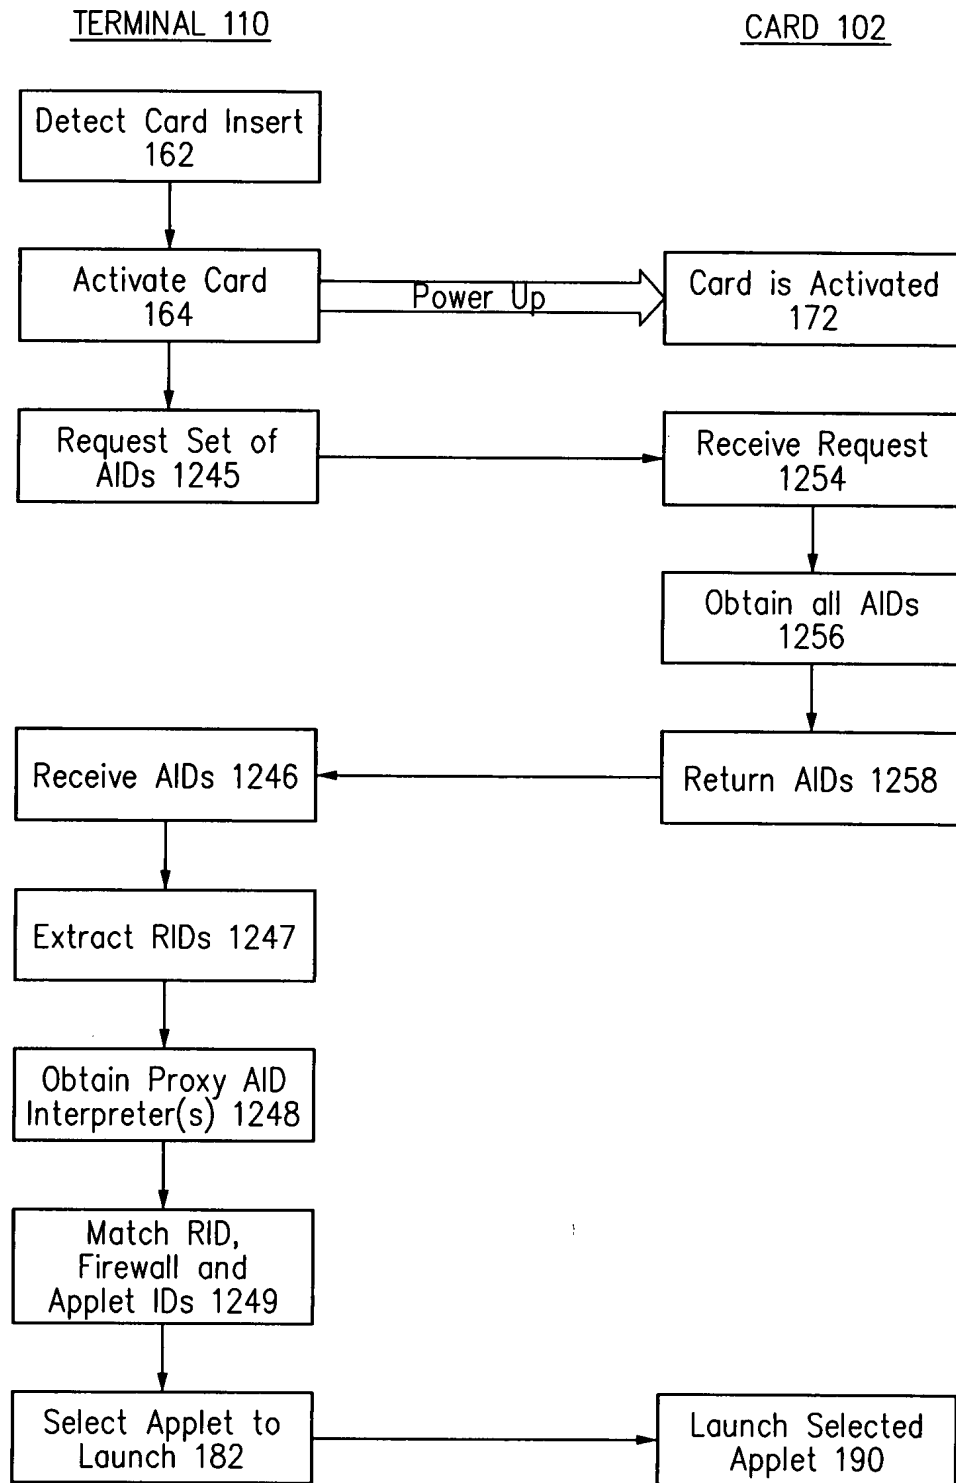 TERMINAL 110
CARD 102
Detect Card Insert
162
Activate Card
164
Power Up
Card is Activated
172
Request Set of
AIDs 1245
Receive Request
1254
Obtain all AIDs
1256
Receive AIDs 1246
Return AIDs 1258
Extract RIDs 1247
Obtain Proxy AID
Interpreter(s) 1248
Match RID,
Firewall and
Applet IDs 1249
Select Applet to
Launch 182
Launch Selected
Applet 190